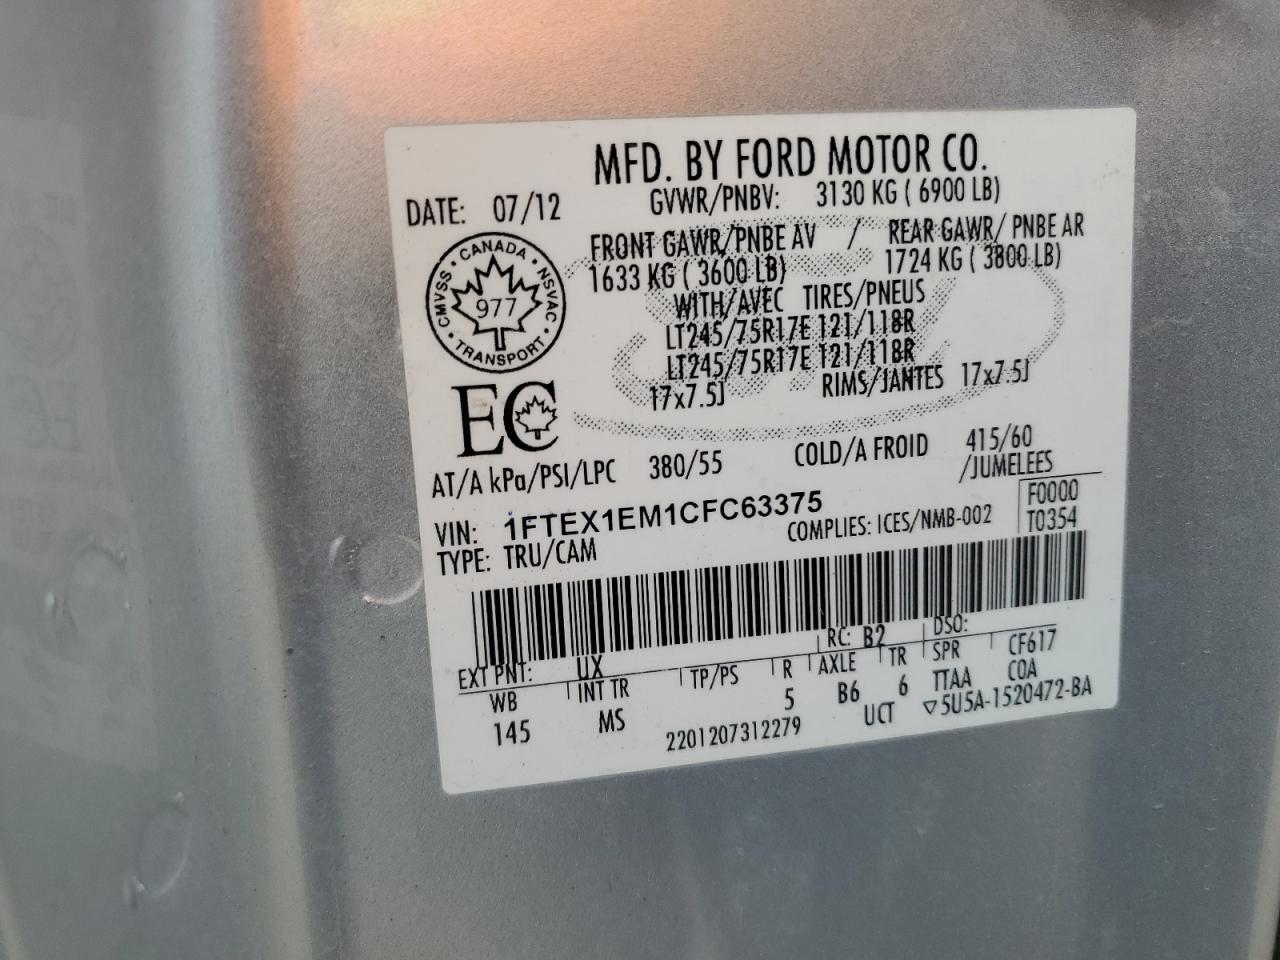 MFD. BY FORD MOTOR CO.
DATE: 07/12 GVWR/PNBV: 3130 KG ( 6900 LB)
FRONT GAWR/PNBE AV / REAR GAWR/ PNBE AR
1633 KG ( 3600 LB) 1724 KG ( 3800 LB)
WITH/AVEC TIRES/PNEUS
LT245/75R17E 121/118R
LT245/75R17E 121/118R
17x7.5J RIMS/JANTES 17x7.5J
CMVSS • CANADA • NSVAC • TRANSPORT •
977
EC
AT/A kPa/PSI/LPC 380/55 COLD/A FROID 415/60
/JUMELEES
VIN: 1FTEX1EM1CFC63375 F0000
TYPE: TRU/CAM COMPLIES: ICES/NMB-002 T0354
EXT PNT: UX RC: B2 DSO:
WB INT TR TP/PS R AXLE TR SPR CF617
145 MS 5 B6 6 TTAA COA
2201207312279 UCT ▽5U5A-1520472-BA